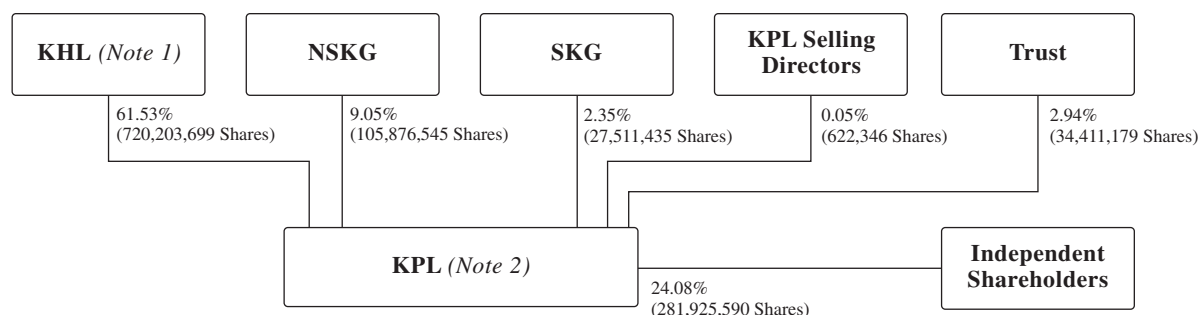 KHL (Note 1)
NSKG
SKG
KPL Selling
Directors
Trust
61.53%
(720,203,699 Shares)
9.05%
(105,876,545 Shares)
2.35%
(27,511,435 Shares)
0.05%
(622,346 Shares)
2.94%
(34,411,179 Shares)
KPL (Note 2)
Independent
Shareholders
24.08%
(281,925,590 Shares)